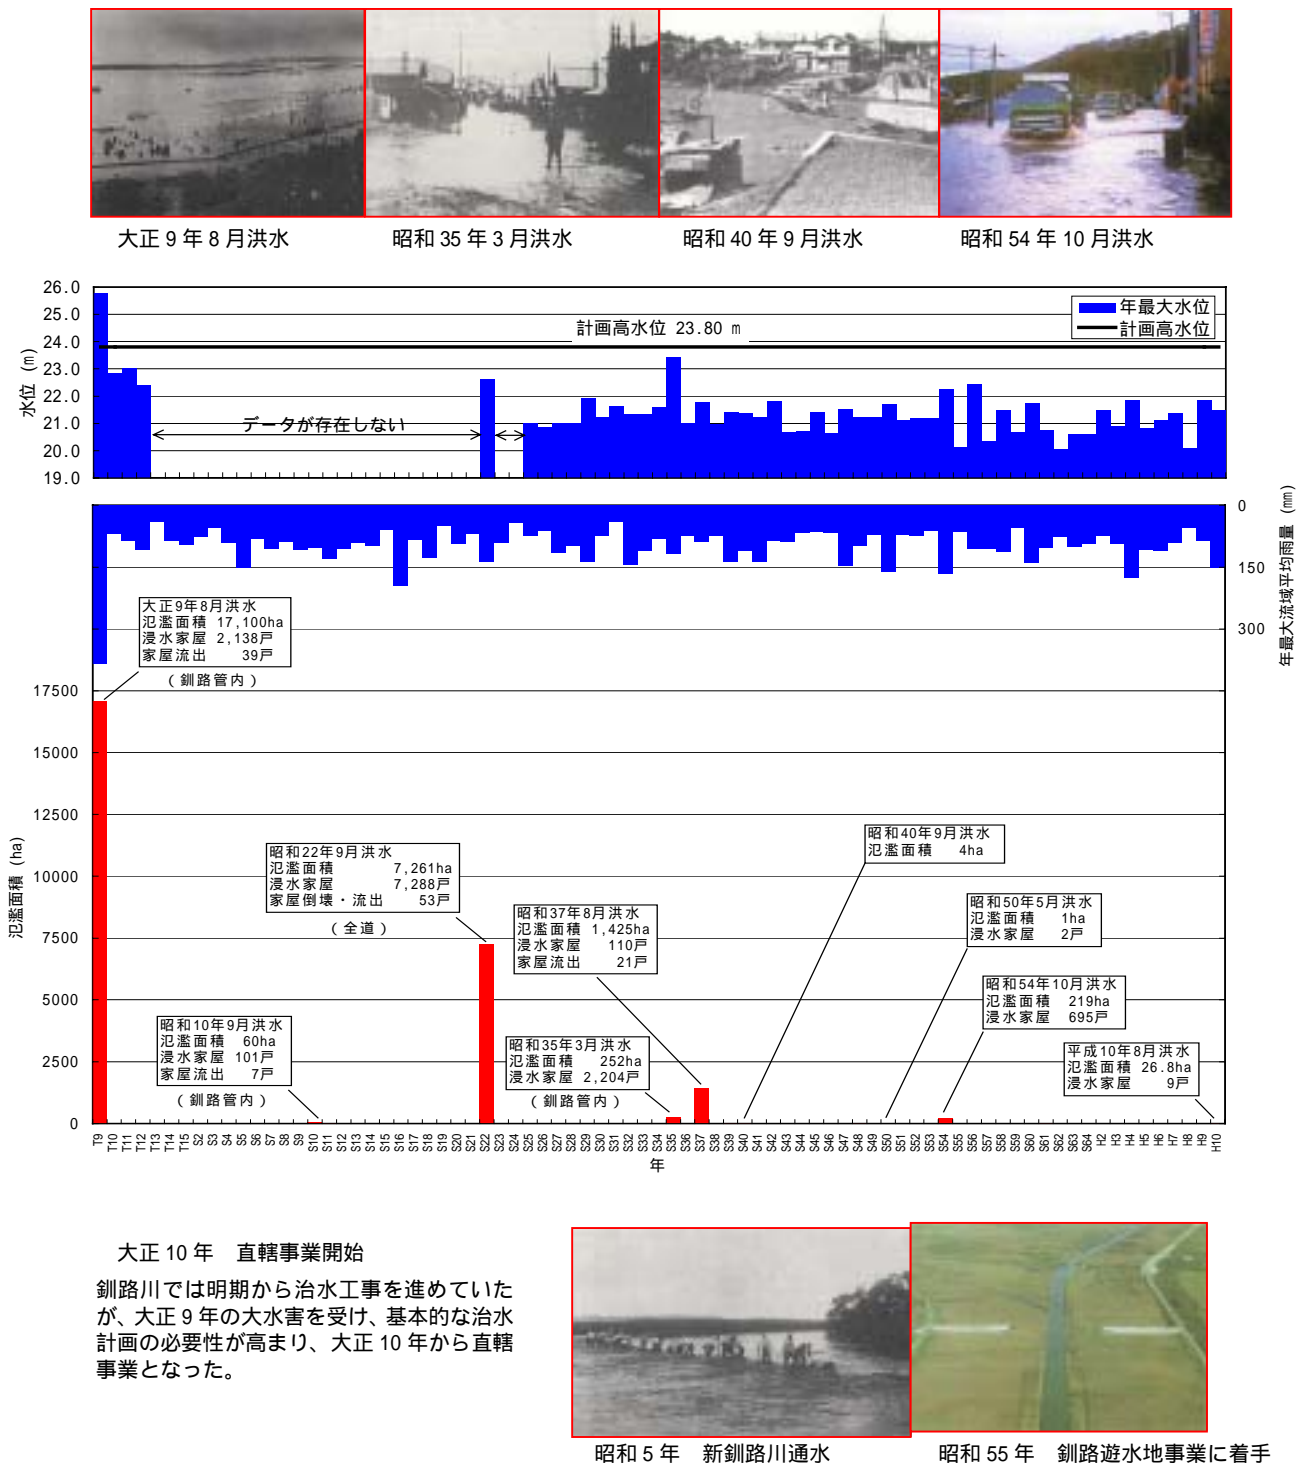 大正 9 年 8 月洪水
昭和 35 年 3 月洪水
昭和 40 年 9 月洪水
昭和 54 年 10 月洪水
水位 (m)
26.0
25.0
24.0
23.0
22.0
21.0
20.0
19.0
計画高水位 23.80 m
年最大水位
計画高水位
データが存在しない
0
150
300
年最大流域平均雨量 (mm)
大正9年8月洪水
氾濫面積 17,100ha
浸水家屋 2,138戸
家屋流出 39戸
(釧路管内)
氾濫面積 (ha)
17500
15000
12500
10000
7500
5000
2500
0
昭和10年9月洪水
氾濫面積 60ha
浸水家屋 101戸
家屋流出 7戸
(釧路管内)
昭和22年9月洪水
氾濫面積 7,261ha
浸水家屋 7,288戸
家屋倒壊・流出 53戸
(全道)
昭和37年8月洪水
氾濫面積 1,425ha
浸水家屋 110戸
家屋流出 21戸
昭和35年3月洪水
氾濫面積 252ha
浸水家屋 2,204戸
(釧路管内)
昭和40年9月洪水
氾濫面積 4ha
昭和50年5月洪水
氾濫面積 1ha
浸水家屋 2戸
昭和54年10月洪水
氾濫面積 219ha
浸水家屋 695戸
平成10年8月洪水
氾濫面積 26.8ha
浸水家屋 9戸
T9 T10 T11 T12 T13 T14 T15 S2 S3 S4 S5 S6 S7 S8 S9 S10 S11 S12 S13 S14 S15 S16 S17 S18 S19 S20 S21 S22 S23 S24 S25 S26 S27 S28 S29 S30 S31 S32 S33 S34 S35 S36 S37 S38 S39 S40 S41 S42 S43 S44 S45 S46 S47 S48 S49 S50 S51 S52 S53 S54 S55 S56 S57 S58 S59 S60 S61 S62 S63 S64 H2 H3 H4 H5 H6 H7 H8 H9 H10
年
大正 10 年　直轄事業開始
釧路川では明期から治水工事を進めていた
が、大正 9 年の大水害を受け、基本的な治水
計画の必要性が高まり、大正 10 年から直轄
事業となった。
昭和 5 年　新釧路川通水
昭和 55 年　釧路遊水地事業に着手